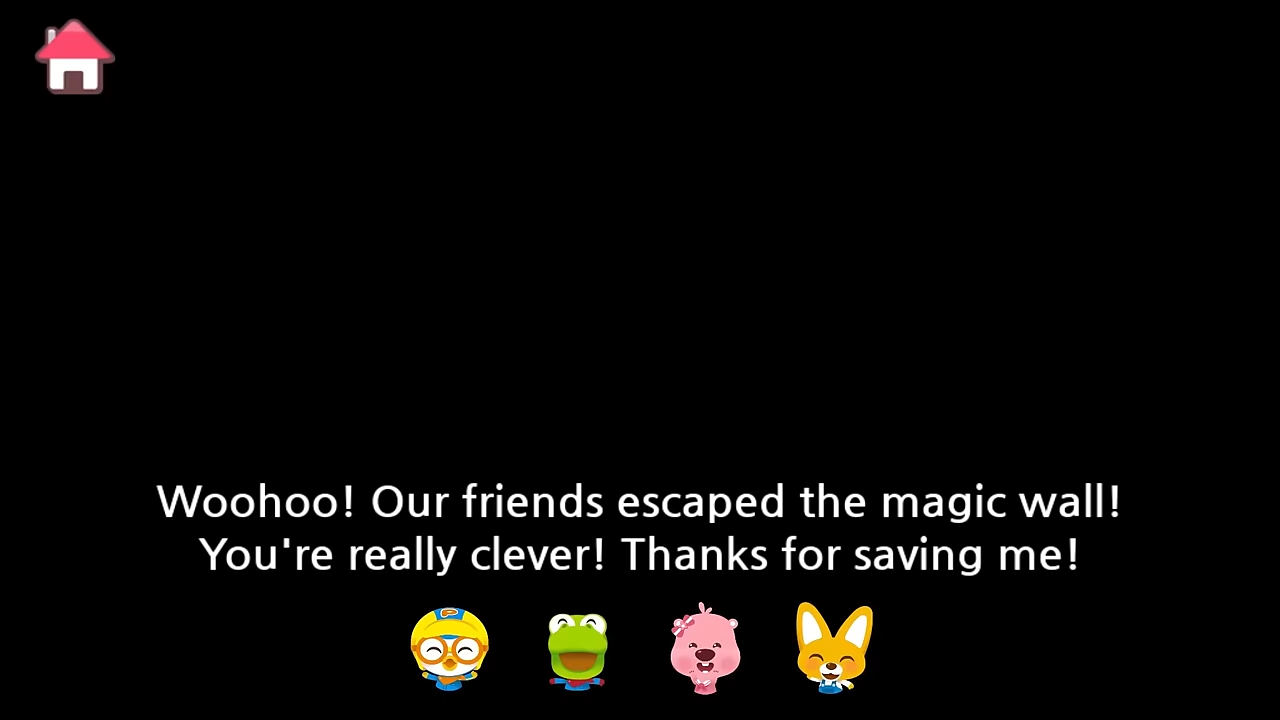 Woohoo! Our friends escaped the magic wall!
You're really clever! Thanks for saving me!
P